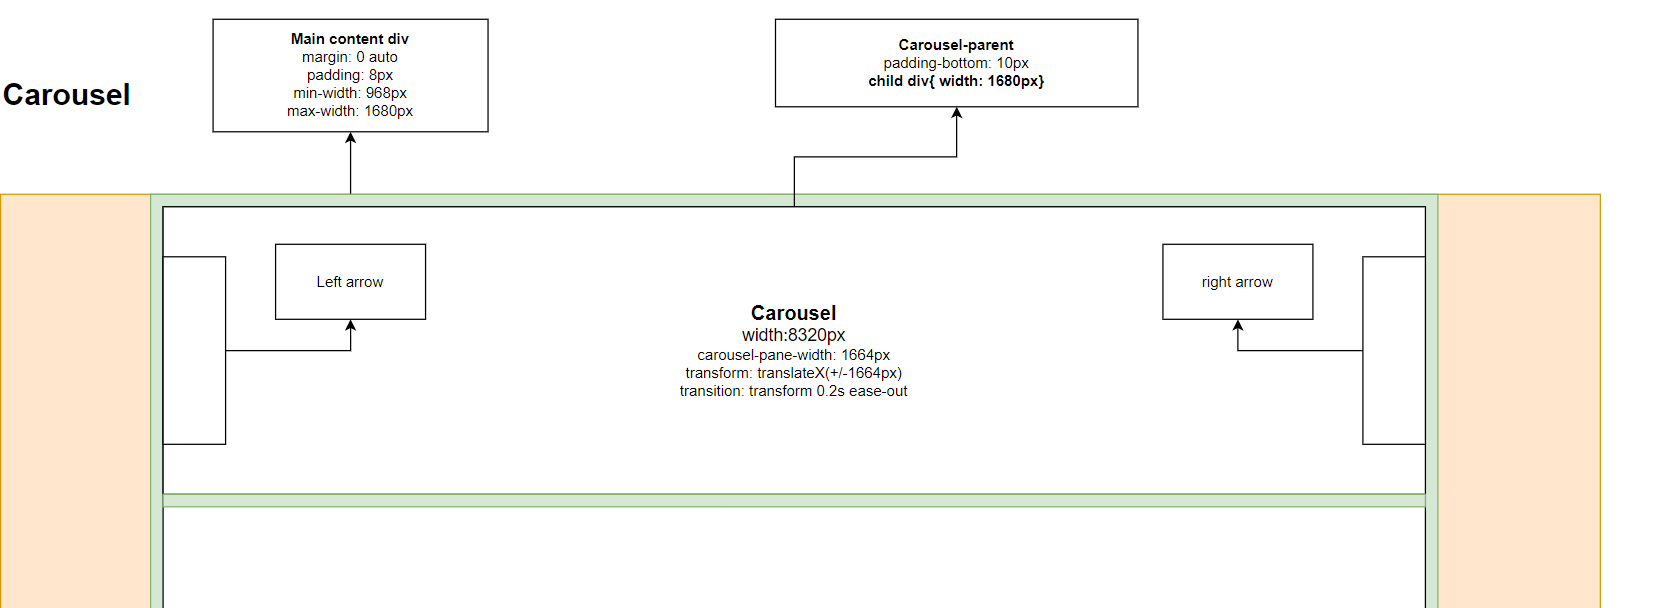 Main content div
margin: 0 auto
padding: 8px
min-width: 968px
max-width: 1680px
Carousel-parent
padding-bottom: 10px
child div{ width: 1680px}
Carousel
Left arrow
right arrow
Carousel
width:8320px
carousel-pane-width: 1664px
transform: translateX(+/-1664px)
transition: transform 0.2s ease-out